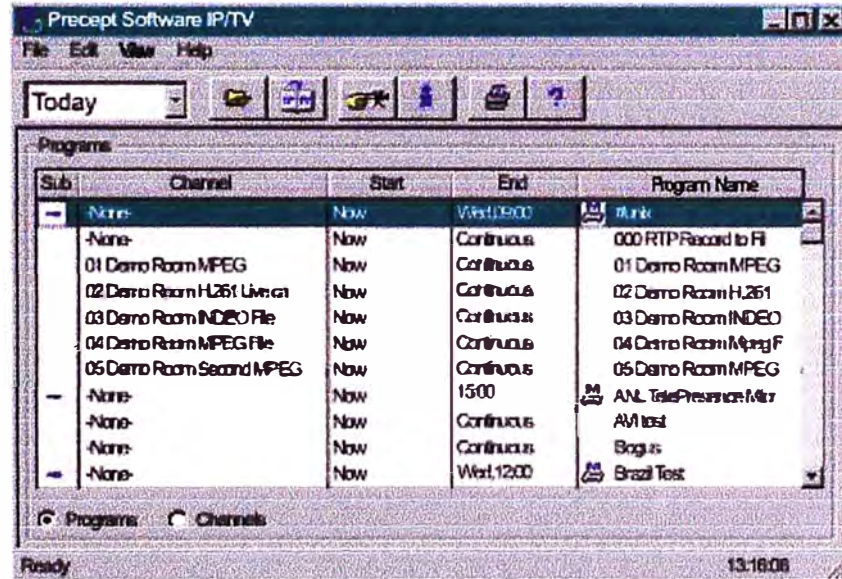 Precept Software IP/TV
File Edit View Help
Today
Programs
Sub Channel Start End Program Name
-None- Now Wed,09:00 #unix
-None- Now Continuous 000 RTP Record to Fi
01 Demo Room MPEG Now Continuous 01 Demo Room MPEG
02 Demo Room H.261 Now Continuous 02 Demo Room H.261
03 Demo Room INDEO File Now Continuous 03 Demo Room INDEO
04 Demo Room MPEG File Now Continuous 04 Demo Room Mpeg F
05 Demo Room Second MPEG Now Continuous 05 Demo Room MPEG
-None- Now 15:00 ANL TelePresence Micr
-None- Now Continuous AVI test
-None- Now Continuous Bogus
-None- Now Wed,12:00 Brazil Test
Programs Channels
Ready 13:16:06